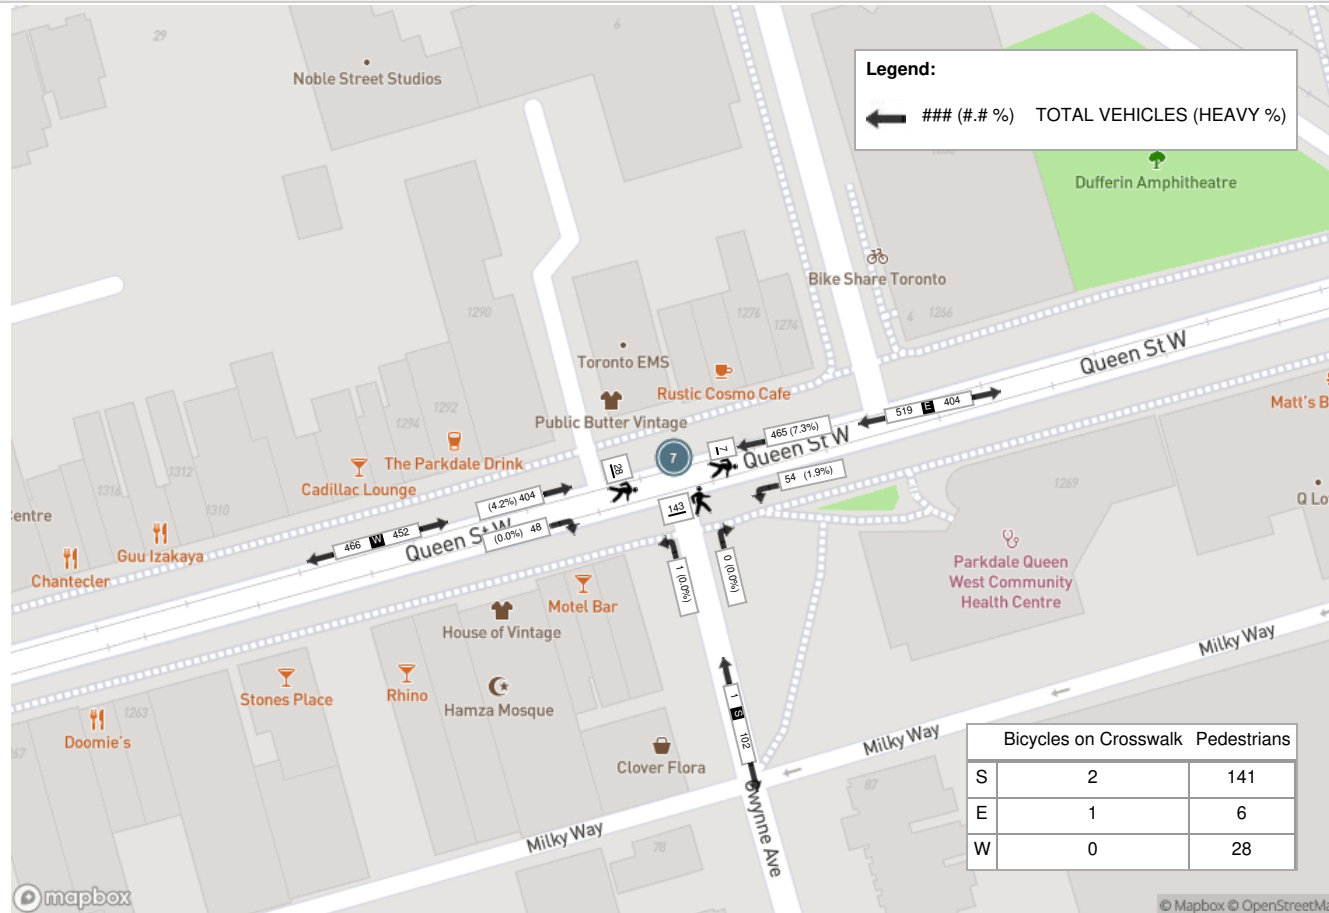 29
6
Noble Street Studios
Legend:
### (#.# %) TOTAL VEHICLES (HEAVY %)
Dufferin Amphitheatre
Bike Share Toronto
1290
1276
1274
4
1266
Toronto EMS
Rustic Cosmo Cafe
Queen St W
Matt's B
1292
1294
Public Butter Vintage
519 E 404
465 (7.3%)
7
7
Queen St W
The Parkdale Drink
28
1312
Cadillac Lounge
54 (1.9%)
1316
1310
(4.2%) 404
143
1269
Q Lo
entre
Guu Izakaya
466 W 452
Queen St W
(0.0%) 48
Chantecler
1 (0.0%)
0 (0.0%)
Parkdale Queen
West Community
Health Centre
Motel Bar
House of Vintage
Milky Way
Stones Place
Rhino
Hamza Mosque
1 S 102
1263
Doomie's
Clover Flora
Milky Way
Bicycles on Crosswalk Pedestrians
S 2 141
E 1 6
W 0 28
87
Milky Way
78
Gwynne Ave
mapbox
© Mapbox © OpenStreetMa